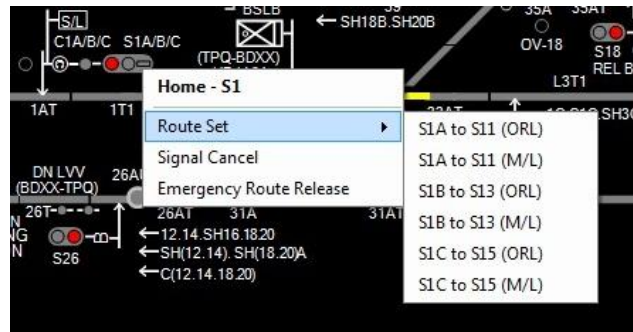 S/L
BSLB
SH18B.SH20B
35A
35AT
OV-18
C1A/B/C S1A/B/C
(TPQ-BDXX)
S18
REL B
L3T1
1AT
1T1
Home - S1
Route Set
Signal Cancel
Emergency Route Release
S1A to S11 (ORL)
S1A to S11 (M/L)
S1B to S13 (ORL)
S1B to S13 (M/L)
S1C to S15 (ORL)
S1C to S15 (M/L)
DN LVV
(BDXX-TPQ)
26T
26AT
31A
31AT
S26
12.14.SH16.18.20
SH(12.14). SH(18.20)A
C(12.14.18.20)